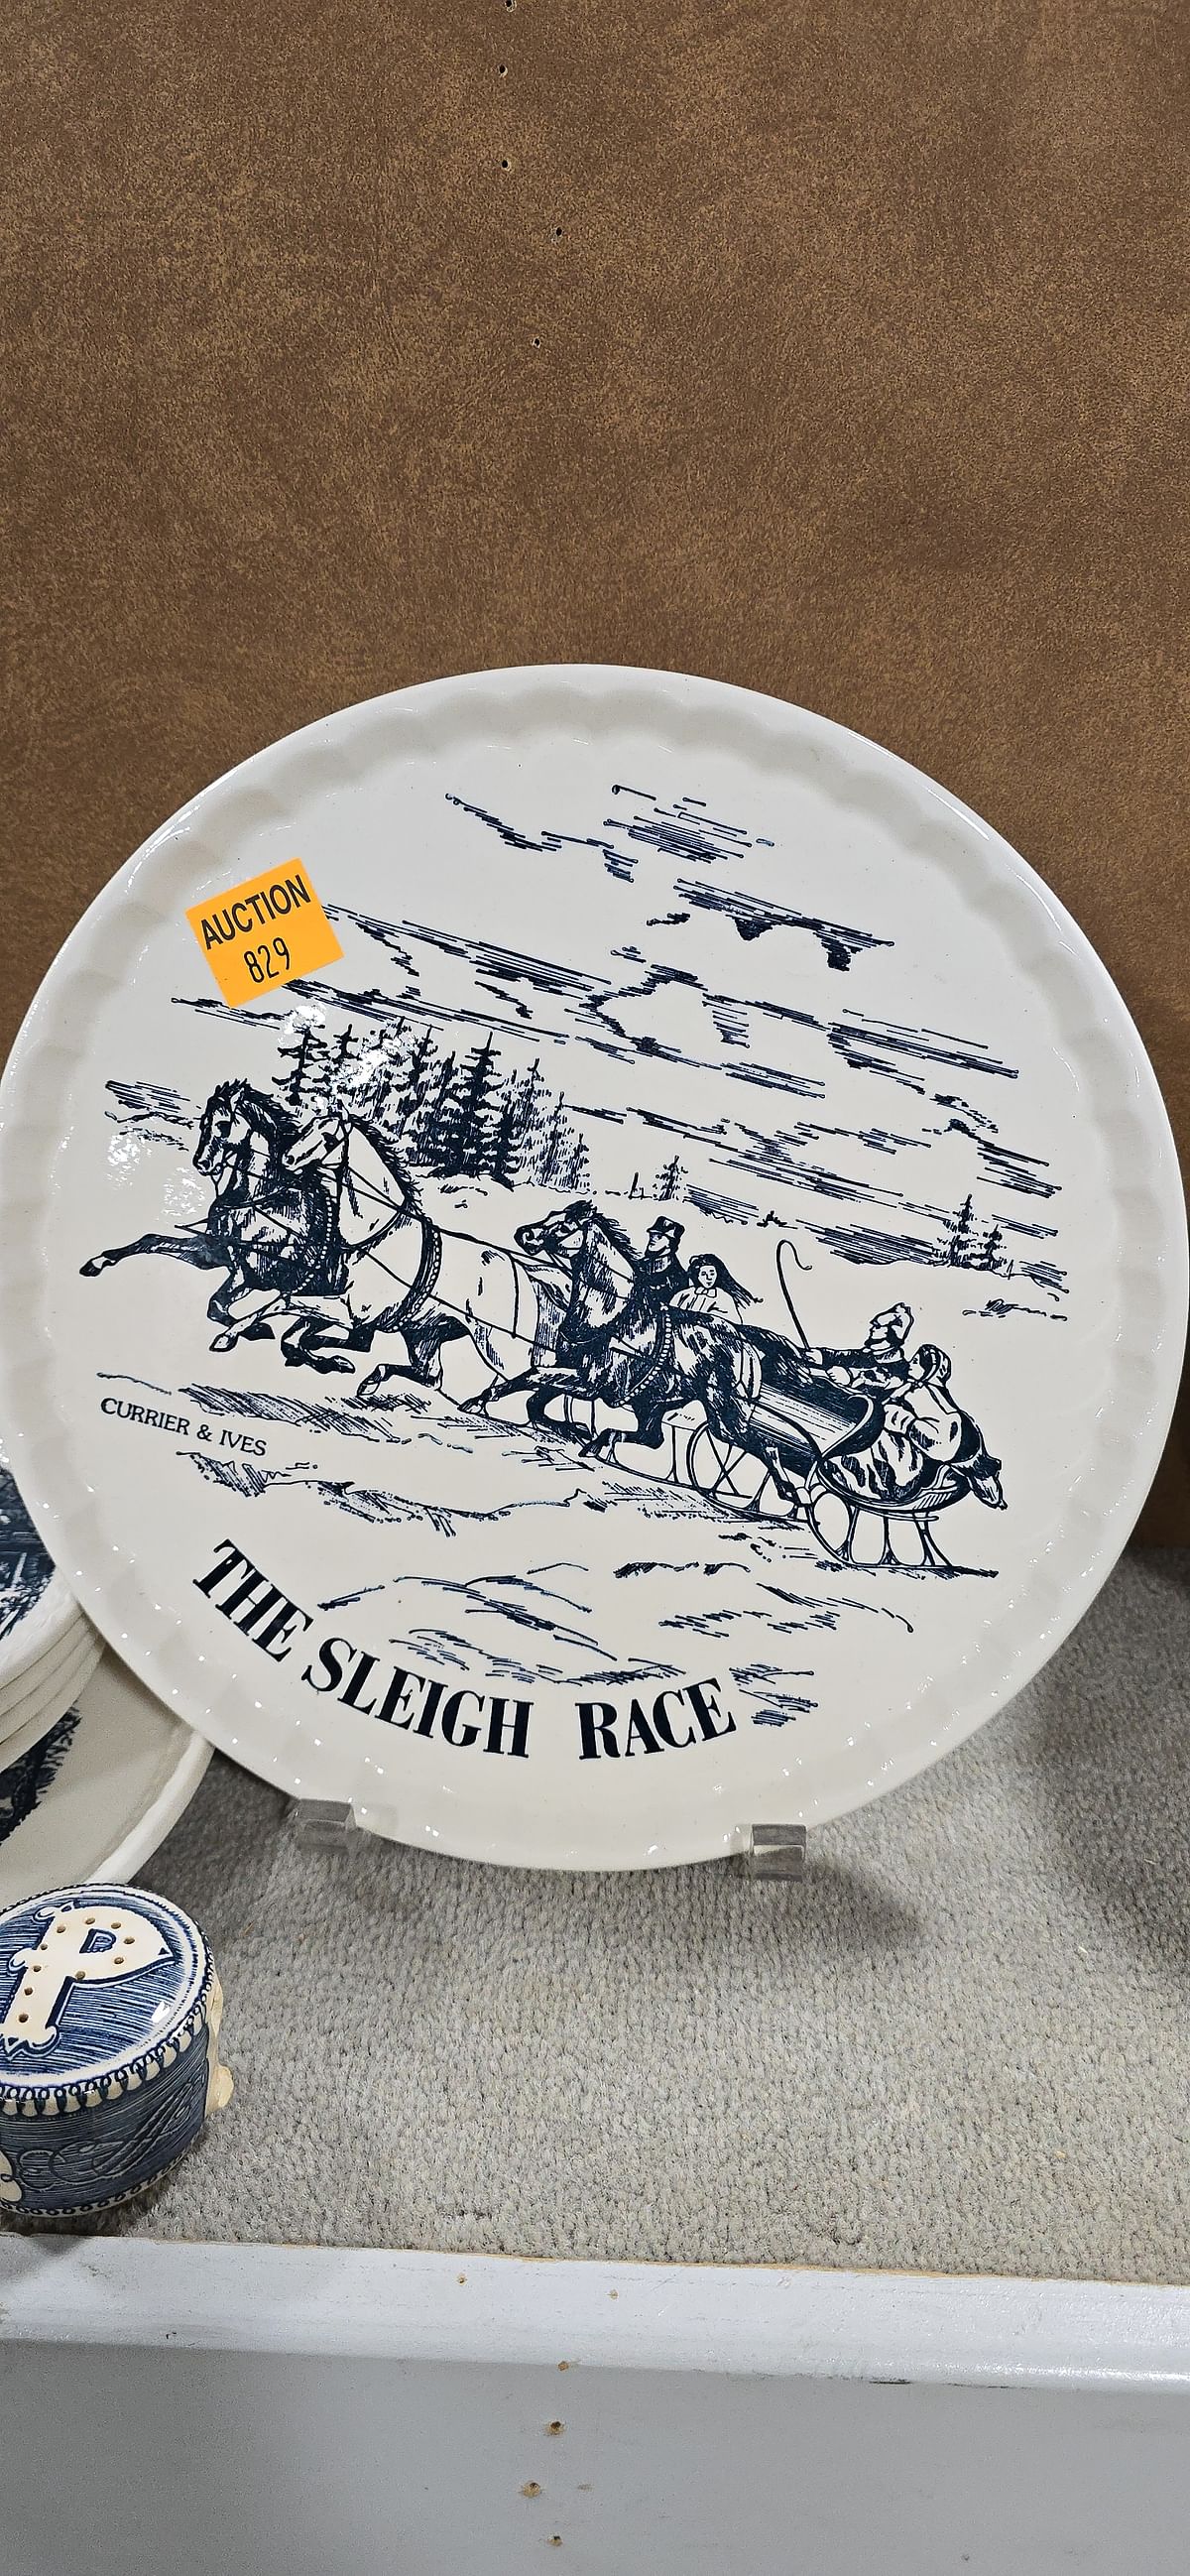 AUCTION
829
CURRIER & IVES
THE SLEIGH RACE
P